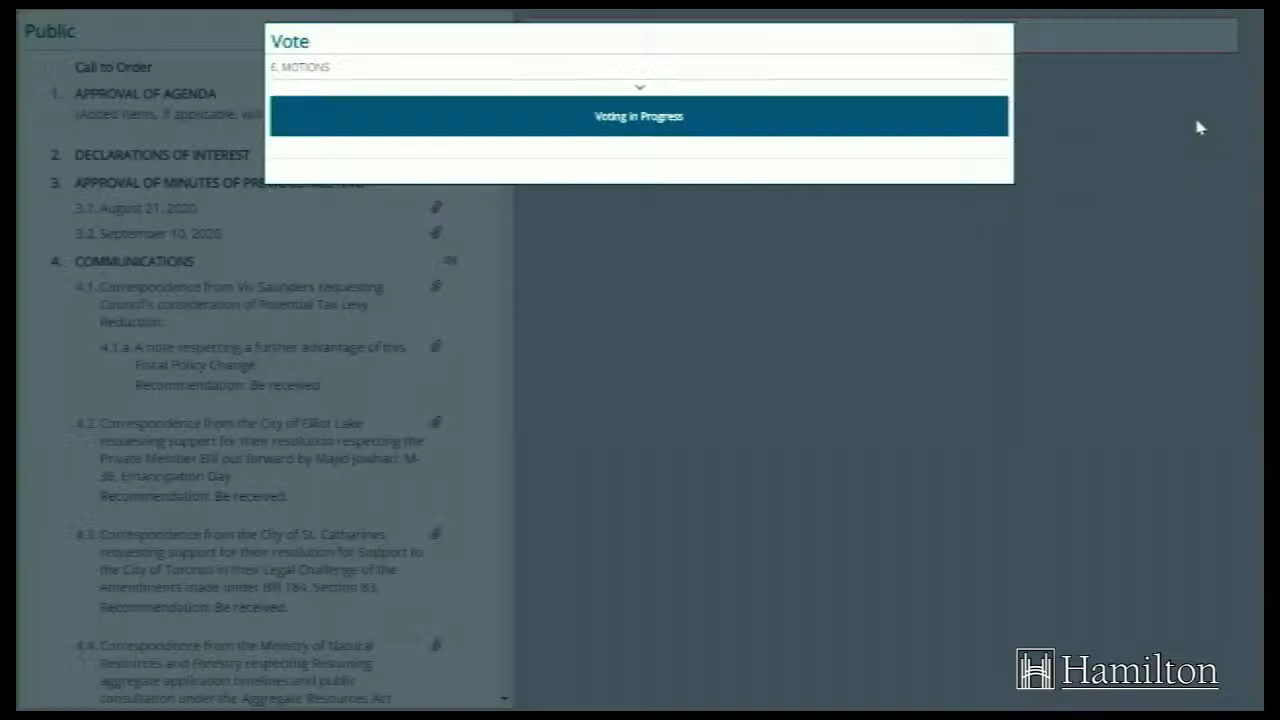 Public
Vote
6. MOTIONS
Voting in Progress
Call to Order
1. APPROVAL OF AGENDA
(Added Items, if applicable, will
2. DECLARATIONS OF INTEREST
3. APPROVAL OF MINUTES OF PREVIOUS MEETING
3.1. August 21, 2020
3.2. September 10, 2020
4. COMMUNICATIONS
4.1. Correspondence from Viv Saunders requesting
Council's consideration of Potential Tax Levy
Reduction.
4.1.a A note respecting a further advantage of this
Fiscal Policy Change
Recommendation: Be received
4.2. Correspondence from the City of Elliot Lake
requesting support for their resolution respecting the
Private Member Bill put forward by Majid Jowhari: M-
36, Emancipation Day
Recommendation: Be received.
4.3. Correspondence from the City of St. Catharines
requesting support for their resolution for Support to
the City of Toronto in their Legal Challenge of the
Amendments made under Bill 184, Section 83,
Recommendation: Be received.
4.4. Correspondence from the Ministry of Natural
Resources and Forestry respecting Resuming
aggregate application timelines and public
consultation under the Aggregate Resources Act
Hamilton